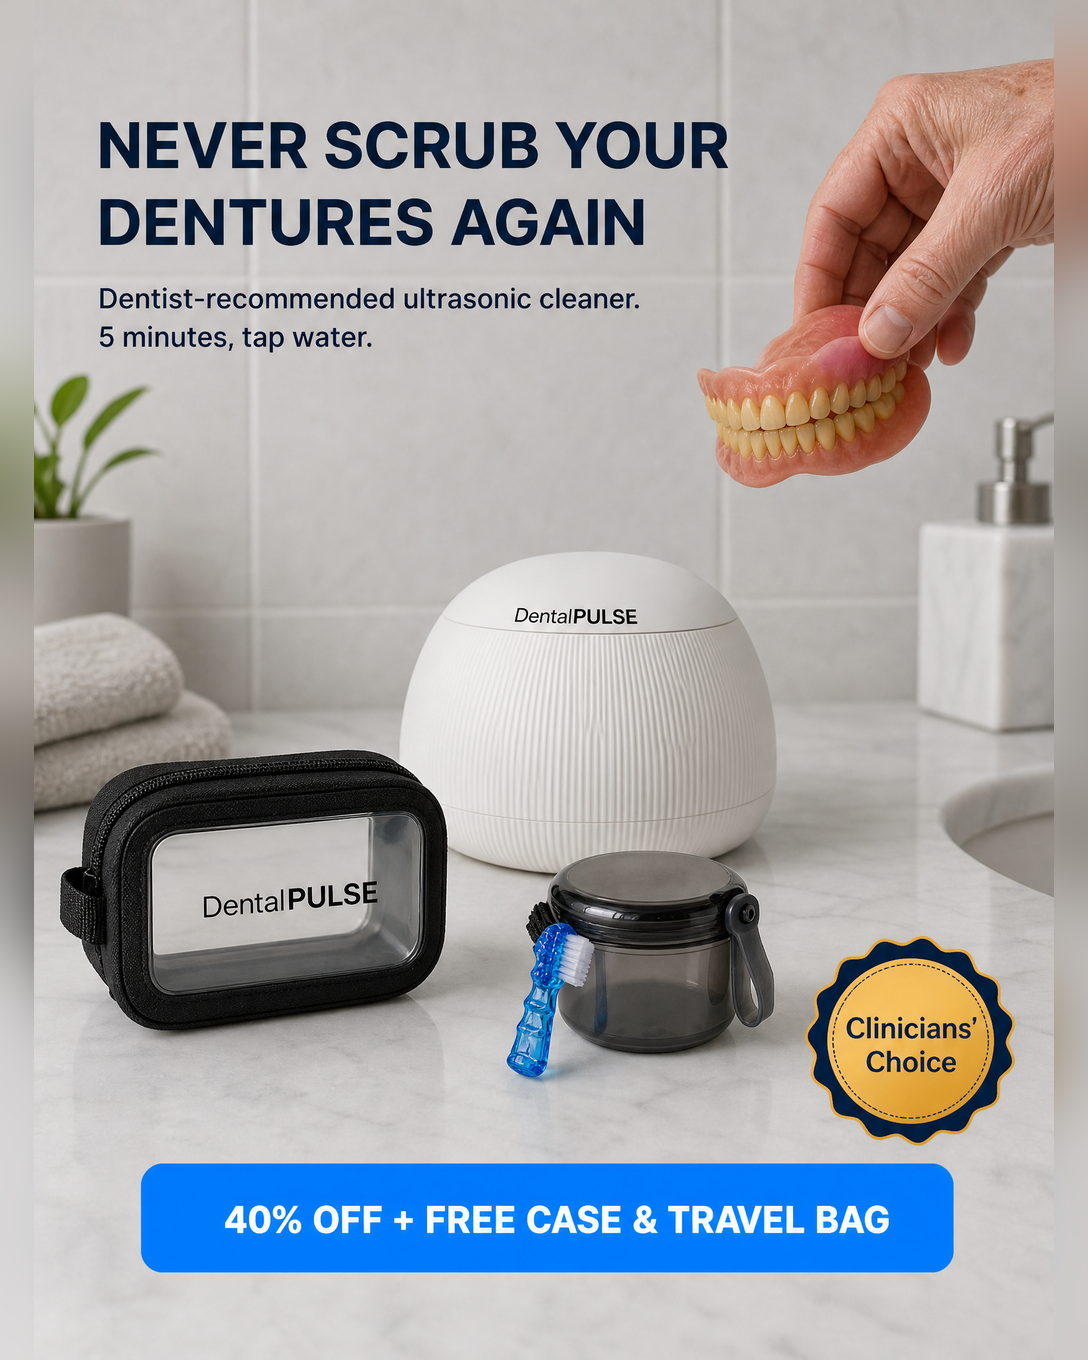 NEVER SCRUB YOUR
DENTURES AGAIN
Dentist-recommended ultrasonic cleaner.
5 minutes, tap water.
DentalPULSE
DentalPULSE
Clinicians'
Choice
40% OFF + FREE CASE & TRAVEL BAG